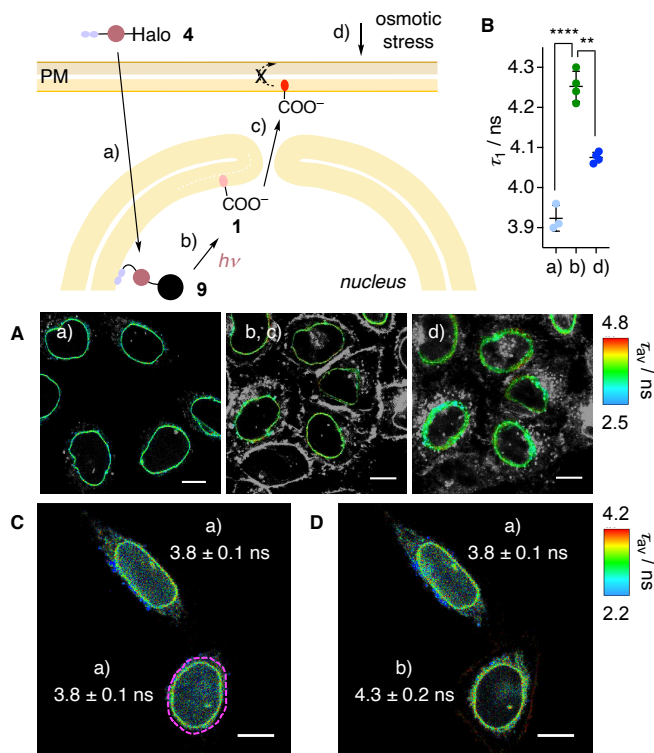 Halo 4
d) osmotic
stress
PM
X
COO⁻
a)
c)
COO⁻
1
b)
hν
9
nucleus
B
**** **
4.3
4.2
4.1
4.0
3.9
τ₁ / ns
a) b) d)
A
a)
b, c)
d)
4.8
τav / ns
2.5
C
a)
3.8 ± 0.1 ns
a)
3.8 ± 0.1 ns
D
a)
3.8 ± 0.1 ns
b)
4.3 ± 0.2 ns
4.2
τav / ns
2.2